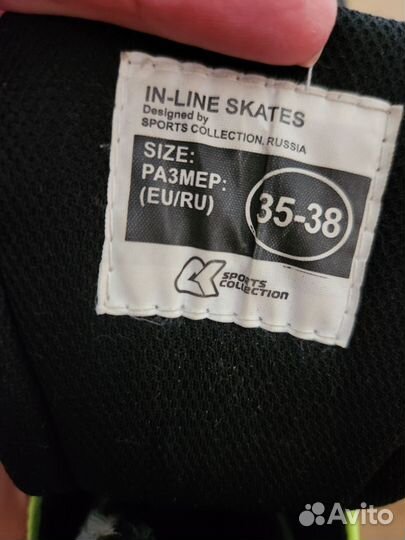 IN-LINE SKATES
Designed by
SPORTS COLLECTION, RUSSIA
SIZE:
РАЗМЕР:
(EU/RU)
35-38
SPORTS
COLLECTION
Avito